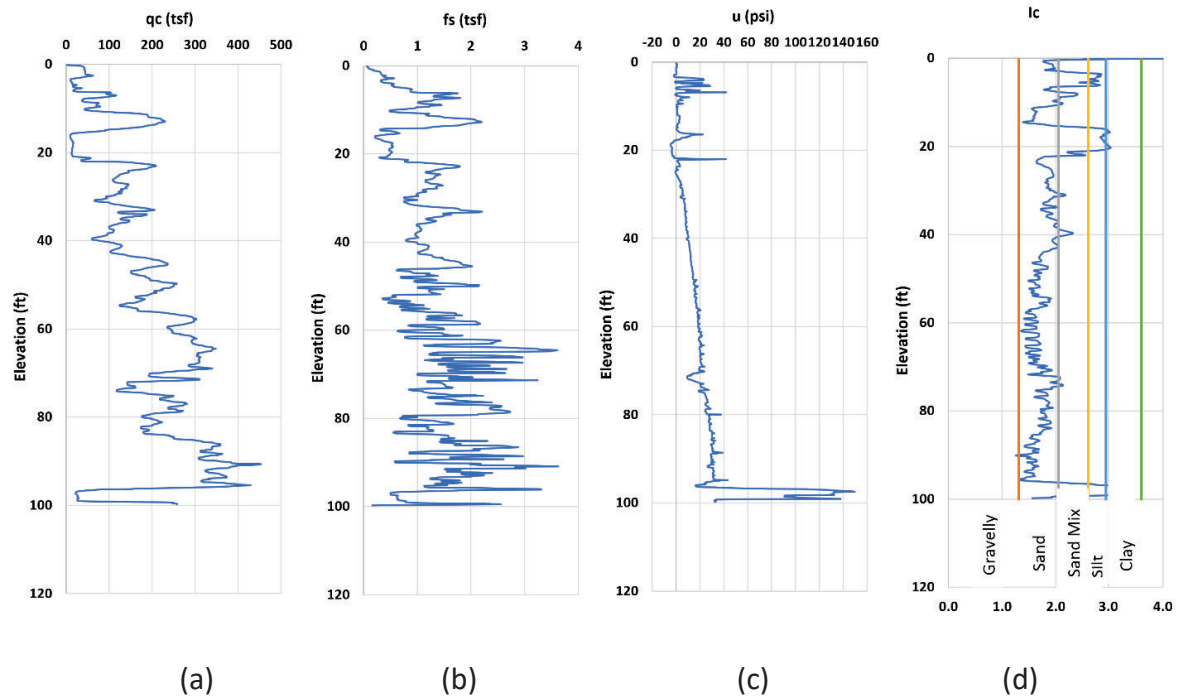 qc (tsf)
0 100 200 300 400 500
0
20
40
60
80
100
120
Elevation (ft)
(a)
fs (tsf)
0 1 2 3 4
0
20
40
60
80
100
120
Elevation (ft)
(b)
u (psi)
-20 0 20 40 60 80 100 120 140 160
0
20
40
60
80
100
120
Elevation (ft)
(c)
Ic
0
20
40
60
80
100
120
Elevation (ft)
Gravelly
Sand
Sand Mix
SIlt
Clay
0.0 1.0 2.0 3.0 4.0
(d)